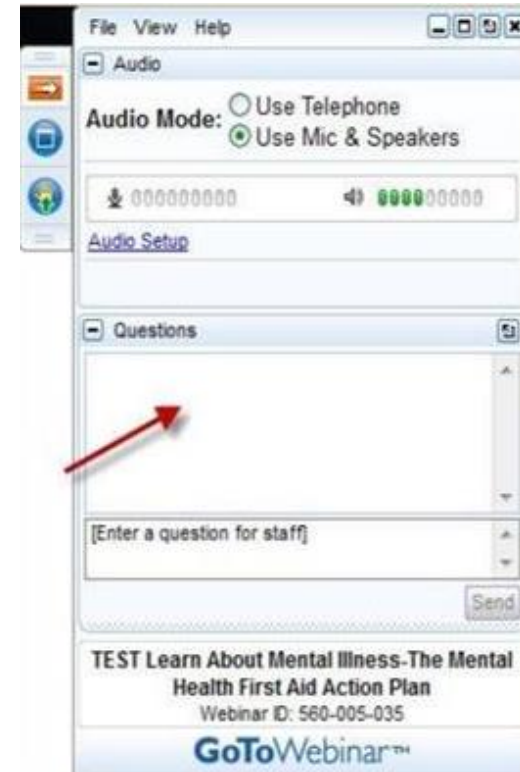 File View Help
Audio
Audio Mode: Use Telephone
Use Mic & Speakers
Audio Setup
Questions
[Enter a question for staff]
Send
TEST Learn About Mental Illness-The Mental
Health First Aid Action Plan
Webinar ID: 560-005-035
GoToWebinar™